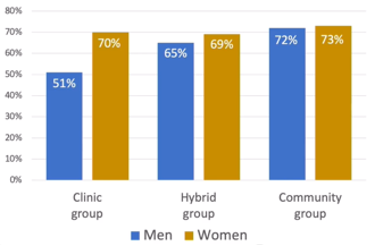 80%
70%
60%
50%
40%
30%
20%
10%
0%
51%
70%
65%
69%
72%
73%
Clinic
group
Hybrid
group
Community
group
Men
Women